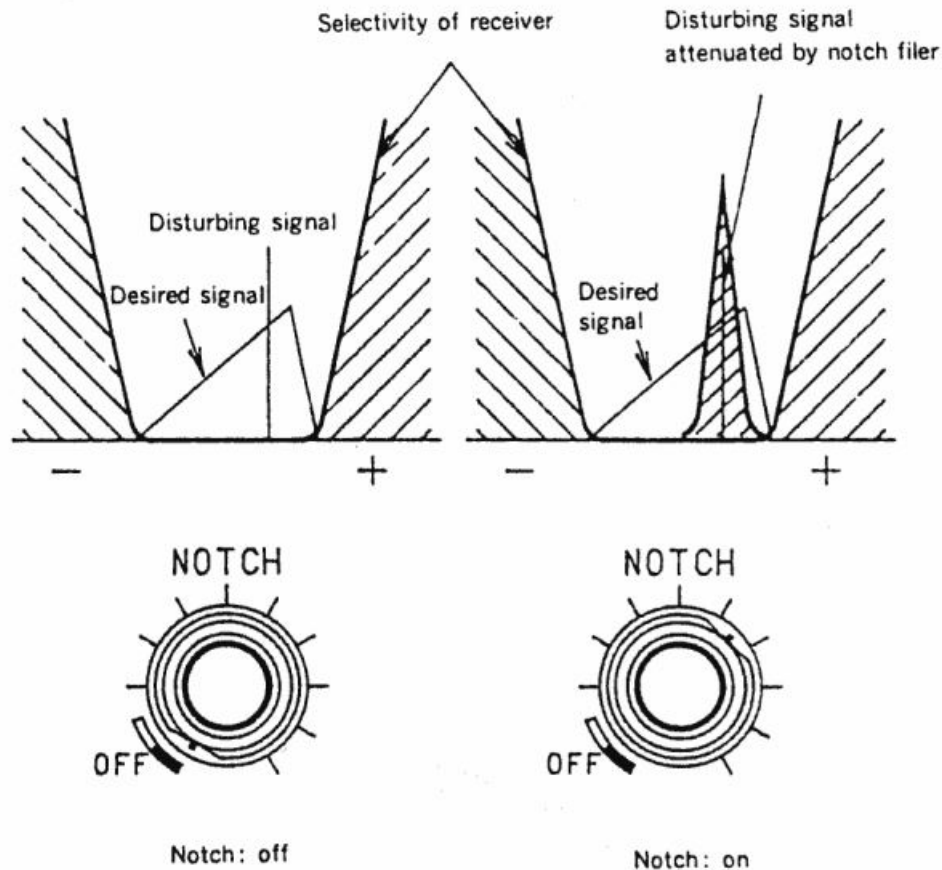 Selectivity of receiver
Disturbing signal
attenuated by notch filer
Disturbing signal
Desired signal
Desired
signal
− +
− +
NOTCH
OFF
Notch: off
NOTCH
OFF
Notch: on